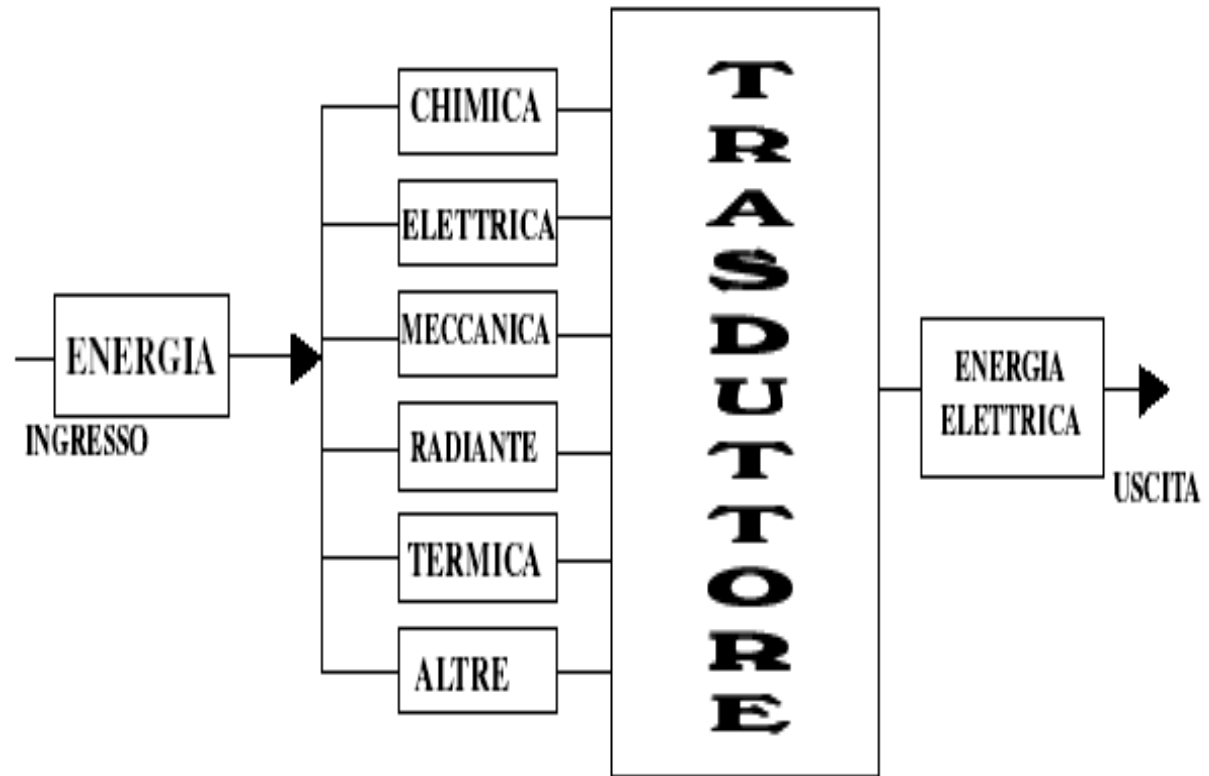 ENERGIA
INGRESSO
CHIMICA
ELETTRICA
MECCANICA
RADIANTE
TERMICA
ALTRE
TRASDUTTORE
ENERGIA
ELETTRICA
USCITA